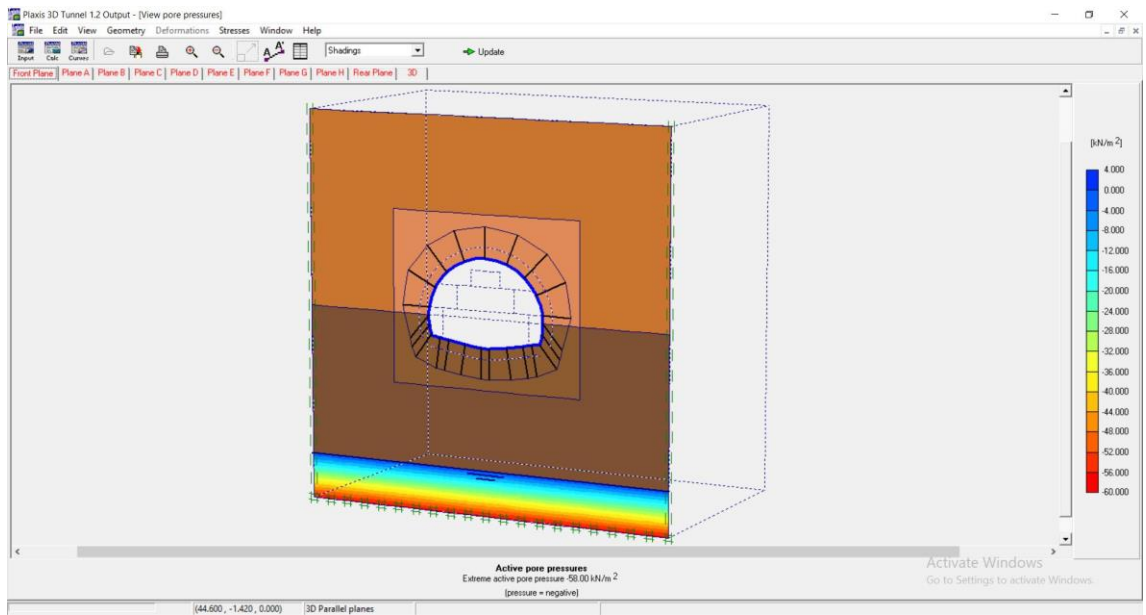 Plaxis 3D Tunnel 1.2 Output - [View pore pressures]
File Edit View Geometry Deformations Stresses Window Help
Input Calc Curves Shadings Update
Front Plane Plane A Plane B Plane C Plane D Plane E Plane F Plane G Plane H Rear Plane 3D
[kN/m 2]
4.000
0.000
-4.000
-8.000
-12.000
-16.000
-20.000
-24.000
-28.000
-32.000
-36.000
-40.000
-44.000
-48.000
-52.000
-56.000
-60.000
Active pore pressures
Extreme active pore pressure -58.00 kN/m 2
(pressure = negative)
Activate Windows
Go to Settings to activate Windows.
(44.600 , -1.420 , 0.000) 3D Parallel planes